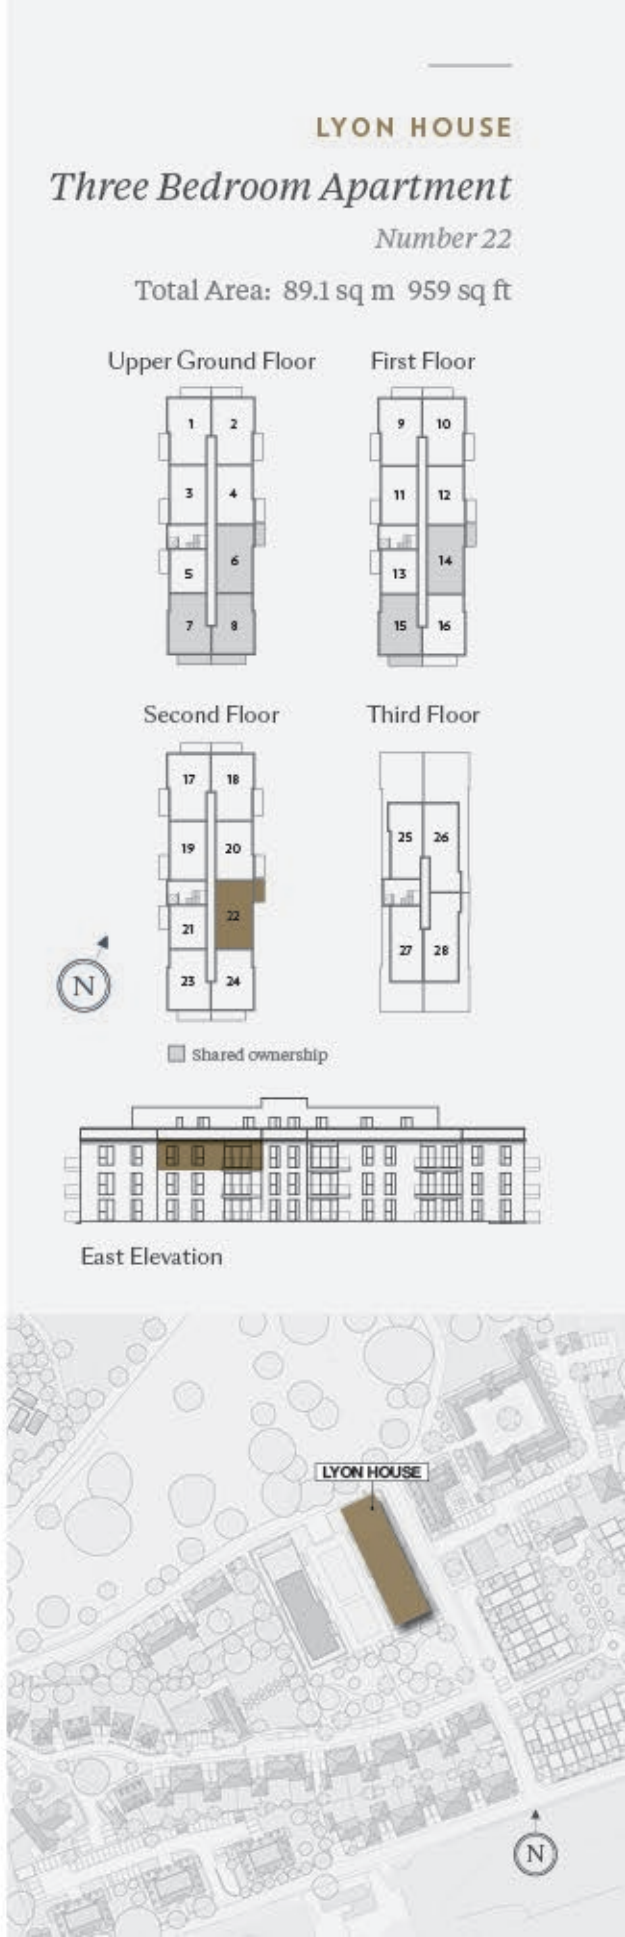 LYON HOUSE
Three Bedroom Apartment
Number 22
Total Area: 89.1 sq m 959 sq ft
Upper Ground Floor
1 2
3 4
5 6
7 8
First Floor
9 10
11 12
13 14
15 16
Second Floor
17 18
19 20
21 22
23 24
Third Floor
25 26
27 28
N
Shared ownership
East Elevation
LYON HOUSE
N